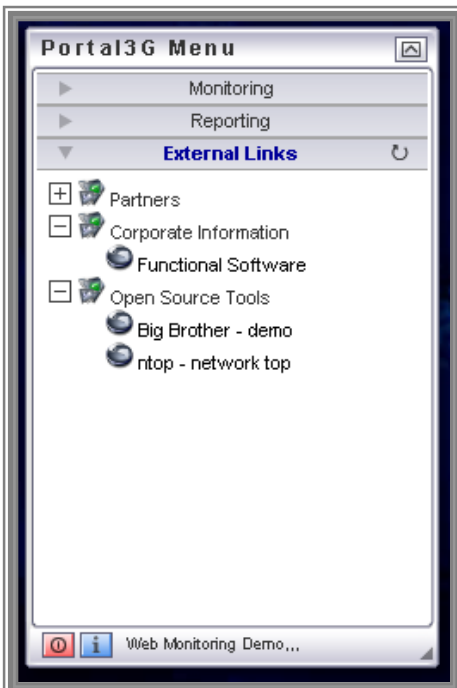 Portal3G Menu
Monitoring
Reporting
External Links
Partners
Corporate Information
Functional Software
Open Source Tools
Big Brother - demo
ntop - network top
Web Monitoring Demo,,,